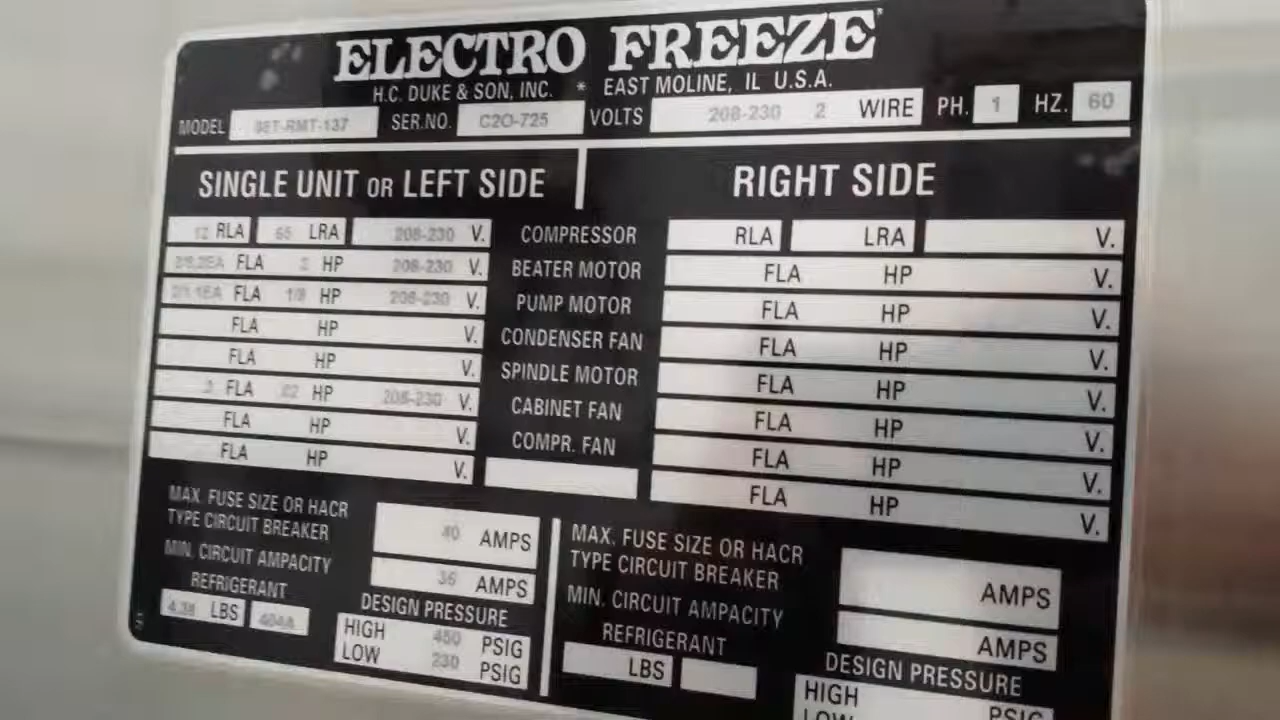 ELECTRO FREEZE
H.C. DUKE & SON, INC. * EAST MOLINE, IL U.S.A.
MODEL SER.NO. C20-725 VOLTS 208-230 2 WIRE PH. 1 HZ. 60
SINGLE UNIT OR LEFT SIDE RIGHT SIDE
12 RLA 65 LRA 208-230 V. COMPRESSOR RLA LRA V.
FLA 2 HP 208-230 V. BEATER MOTOR FLA HP V.
FLA HP 208-230 V. PUMP MOTOR FLA HP V.
FLA HP V. CONDENSER FAN FLA HP V.
FLA HP V. SPINDLE MOTOR FLA HP V.
FLA HP 208-230 V. CABINET FAN FLA HP V.
FLA HP V. COMPR. FAN FLA HP V.
FLA HP V. FLA HP V.
MAX. FUSE SIZE OR HACR
TYPE CIRCUIT BREAKER 40 AMPS
MIN. CIRCUIT AMPACITY 36 AMPS
REFRIGERANT
LBS 404A
DESIGN PRESSURE
HIGH 450 PSIG
LOW 230 PSIG
MAX. FUSE SIZE OR HACR
TYPE CIRCUIT BREAKER AMPS
MIN. CIRCUIT AMPACITY AMPS
REFRIGERANT
LBS
DESIGN PRESSURE
HIGH PSIG
LOW